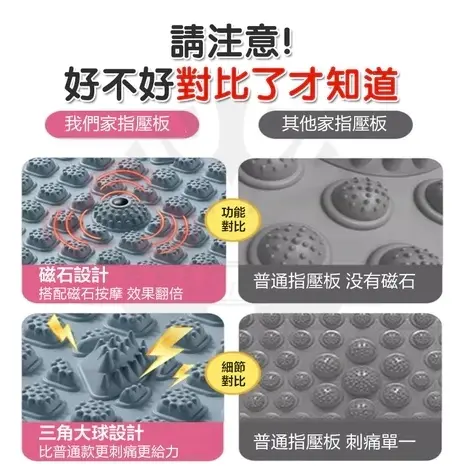 請注意!
好不好對比了才知道
我們家指壓板
其他家指壓板
功能
對比
磁石設計
搭配磁石按摩 效果翻倍
普通指壓板 没有磁石
細節
對比
三角大球設計
比普通款更刺痛更給力
普通指壓板 刺痛單一